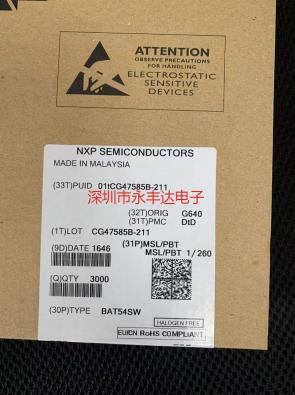 ATTENTION
OBSERVE PRECAUTIONS
FOR HANDLING
ELECTROSTATIC
SENSITIVE
DEVICES
NXP SEMICONDUCTORS
MADE IN MALAYSIA
(33T)PUID 01tCG47585B-211
深圳市永丰达电子
(32T)ORIG G640
(31T)PMC DtD
(1T)LOT CG47585B-211
(31P)MSL/PBT
(9D)DATE 1646
MSL/PBT 1/260
(Q)QTY 3000
(30P)TYPE BAT54SW
HALOGEN FREE
EU/CN RoHS COMPLIANT